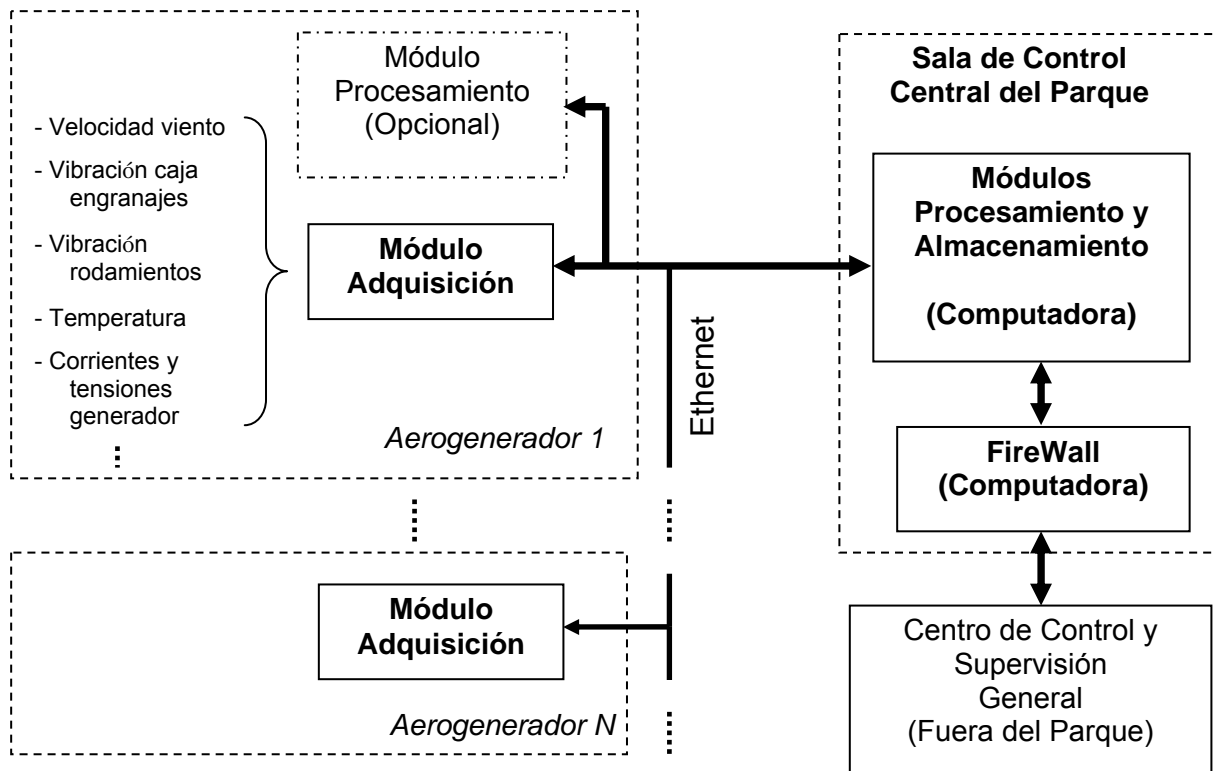 Módulo
Procesamiento
(Opcional)
- Velocidad viento
- Vibración caja
engranajes
- Vibración
rodamientos
- Temperatura
- Corrientes y
tensiones
generador
Módulo
Adquisición
Aerogenerador 1
Ethernet
Módulo
Adquisición
Aerogenerador N
Sala de Control
Central del Parque
Módulos
Procesamiento y
Almacenamiento
(Computadora)
FireWall
(Computadora)
Centro de Control y
Supervisión
General
(Fuera del Parque)